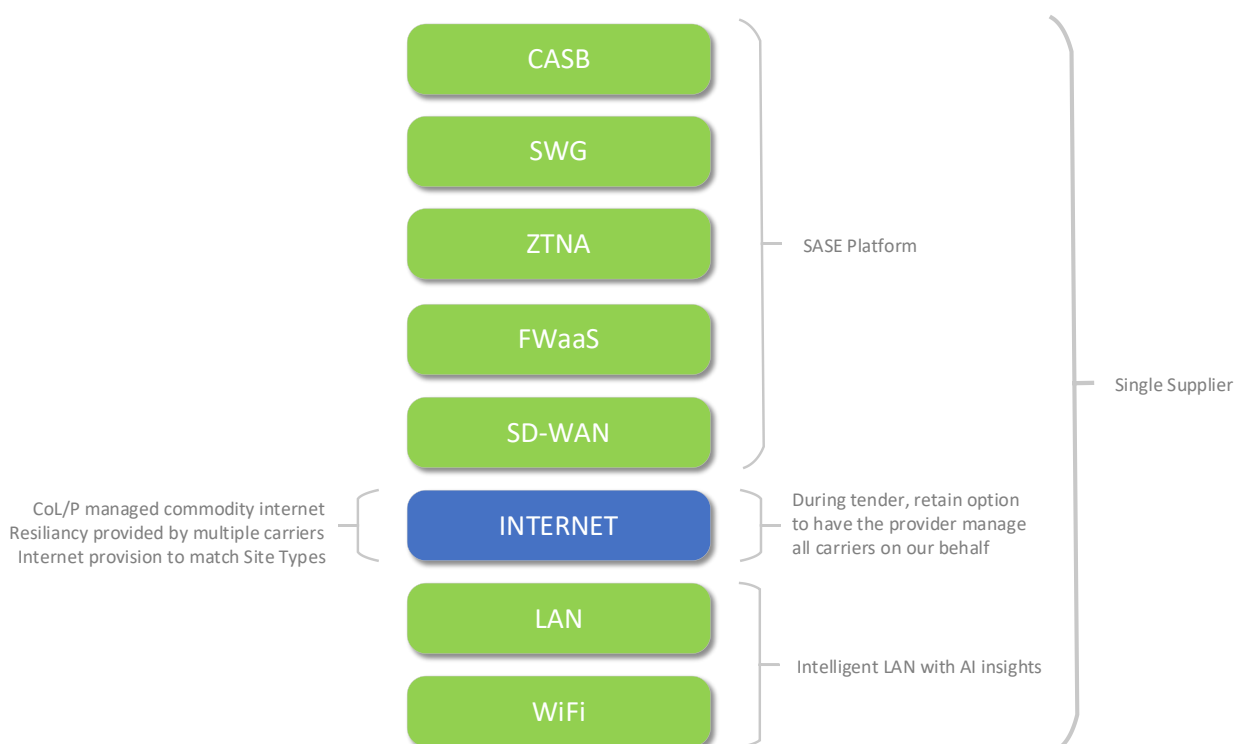 CASB
SWG
ZTNA
SASE Platform
FWaaS
Single Supplier
SD-WAN
CoL/P managed commodity internet
Resiliancy provided by multiple carriers
Internet provision to match Site Types
INTERNET
During tender, retain option
to have the provider manage
all carriers on our behalf
LAN
Intelligent LAN with AI insights
WiFi